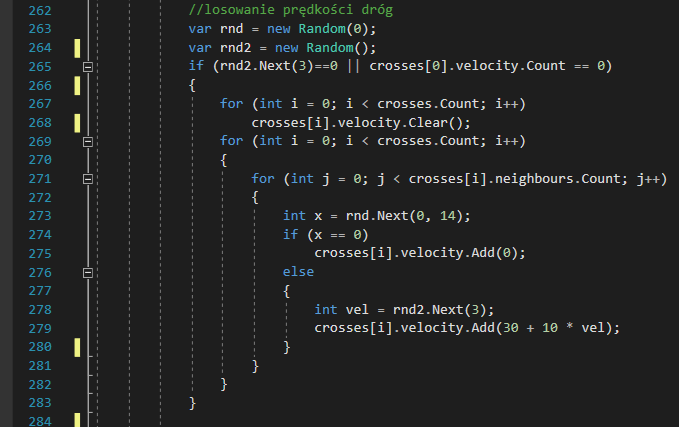 262 //losowanie prędkości dróg
263 var rnd = new Random(0);
264 var rnd2 = new Random();
265 if (rnd2.Next(3)==0 || crosses[0].velocity.Count == 0)
266 {
267 for (int i = 0; i < crosses.Count; i++)
268 crosses[i].velocity.Clear();
269 for (int i = 0; i < crosses.Count; i++)
270 {
271 for (int j = 0; j < crosses[i].neighbours.Count; j++)
272 {
273 int x = rnd.Next(0, 14);
274 if (x == 0)
275 crosses[i].velocity.Add(0);
276 else
277 {
278 int vel = rnd2.Next(3);
279 crosses[i].velocity.Add(30 + 10 * vel);
280 }
281 }
282 }
283 }
284